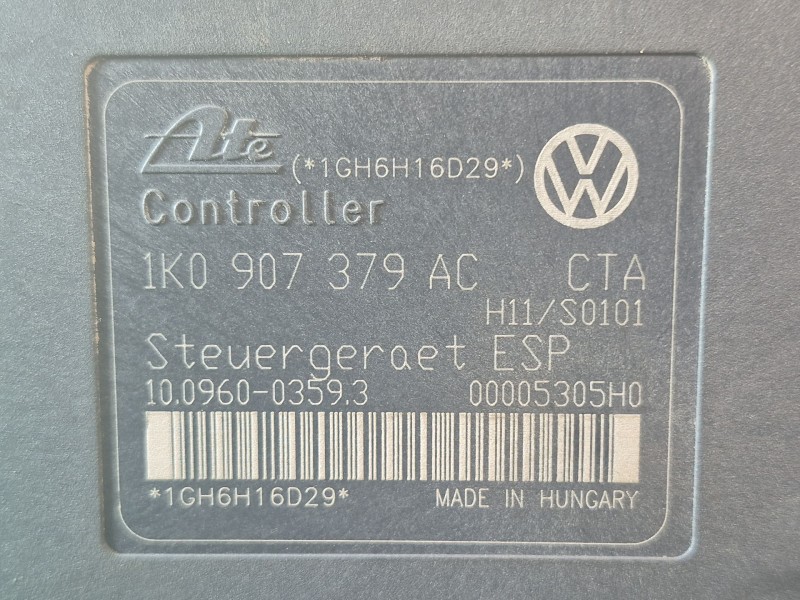 Ate (*1GH6H16D29*) VW
Controller
1K0 907 379 AC CTA
H11/S0101
Steuergeraet ESP
10.0960-0359.3 00005305H0
*1GH6H16D29* MADE IN HUNGARY